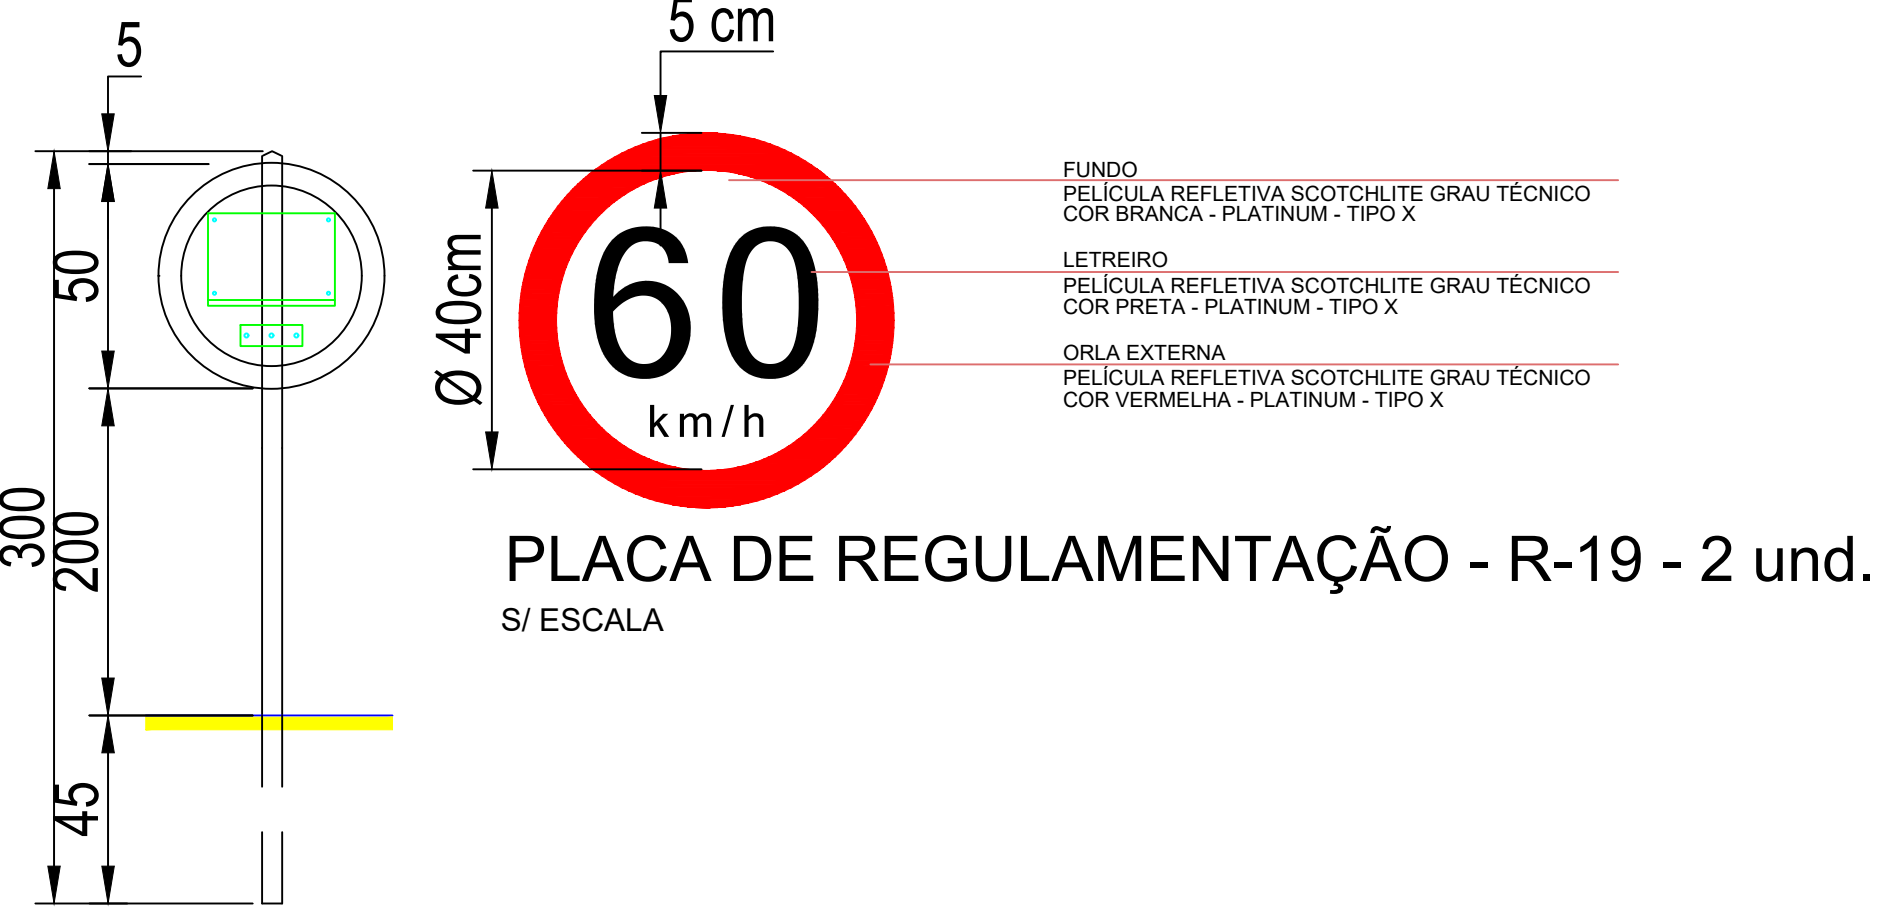 5
50
300
200
45
5 cm
Ø 40cm
60
km/h
FUNDO
PELÍCULA REFLETIVA SCOTCHLITE GRAU TÉCNICO
COR BRANCA - PLATINUM - TIPO X
LETREIRO
PELÍCULA REFLETIVA SCOTCHLITE GRAU TÉCNICO
COR PRETA - PLATINUM - TIPO X
ORLA EXTERNA
PELÍCULA REFLETIVA SCOTCHLITE GRAU TÉCNICO
COR VERMELHA - PLATINUM - TIPO X
PLACA DE REGULAMENTAÇÃO - R-19 - 2 und.
S/ ESCALA